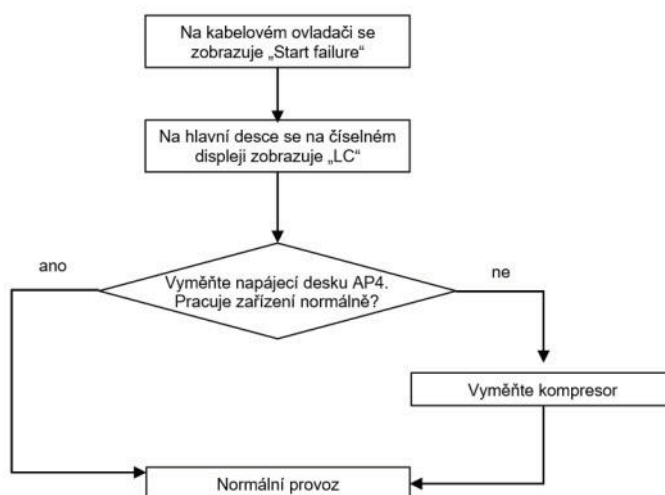 Na kabelovém ovladači se
zobrazuje „Start failure“
Na hlavní desce se na číselném
displeji zobrazuje „LC“
ano
Vyměňte napájecí desku AP4.
Pracuje zařízení normálně?
ne
Vyměňte kompresor
Normální provoz